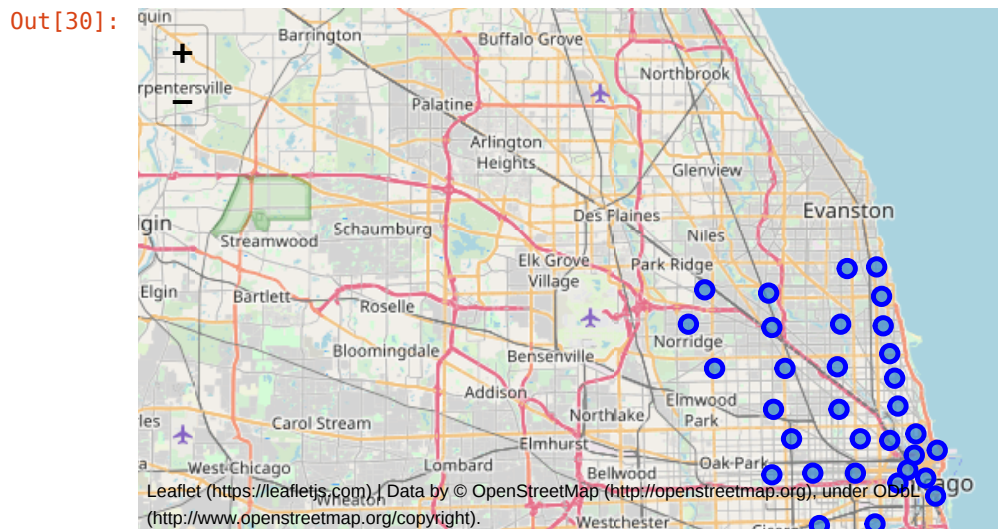 Out[30]:
quin
Barrington
Buffalo Grove
+
Northbrook
rpentersville
−
Palatine
Arlington
Heights
Glenview
Evanston
Des Plaines
lgin
Schaumburg
Niles
Streamwood
Elk Grove
Village
Park Ridge
Elgin
Bartlett
Roselle
Norridge
Bloomingdale
Bensenville
Addison
Elmwood
Park
Northlake
les
Carol Stream
Elmhurst
a
West Chicago
Lombard
Bellwood
Oak Park
ago
Leaflet (https://leafletjs.com) | Data by © OpenStreetMap (http://openstreetmap.org), under ODbL
Wheaton
(http://www.openstreetmap.org/copyright).
Westchester